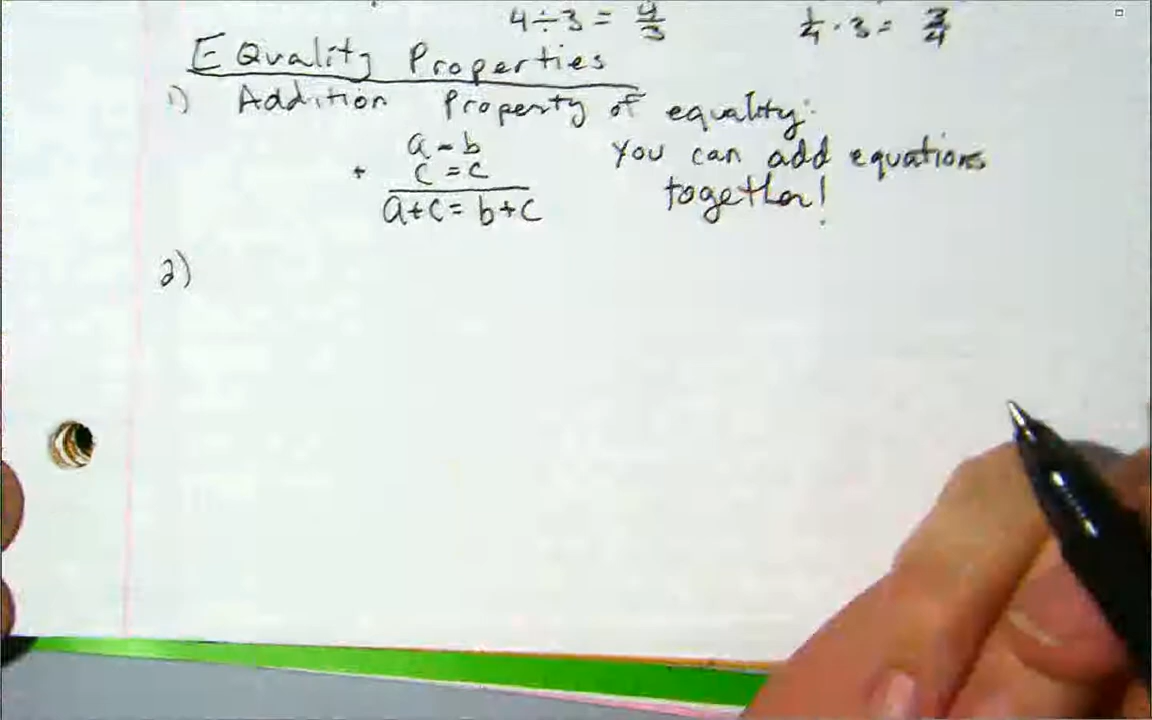 4 ÷ 3 = 4/3
1/4 · 3 = 3/4
EQuality Properties
1) Addition Property of equality:
a = b You can add equations
+ c = c together!
a+c = b+c
2)